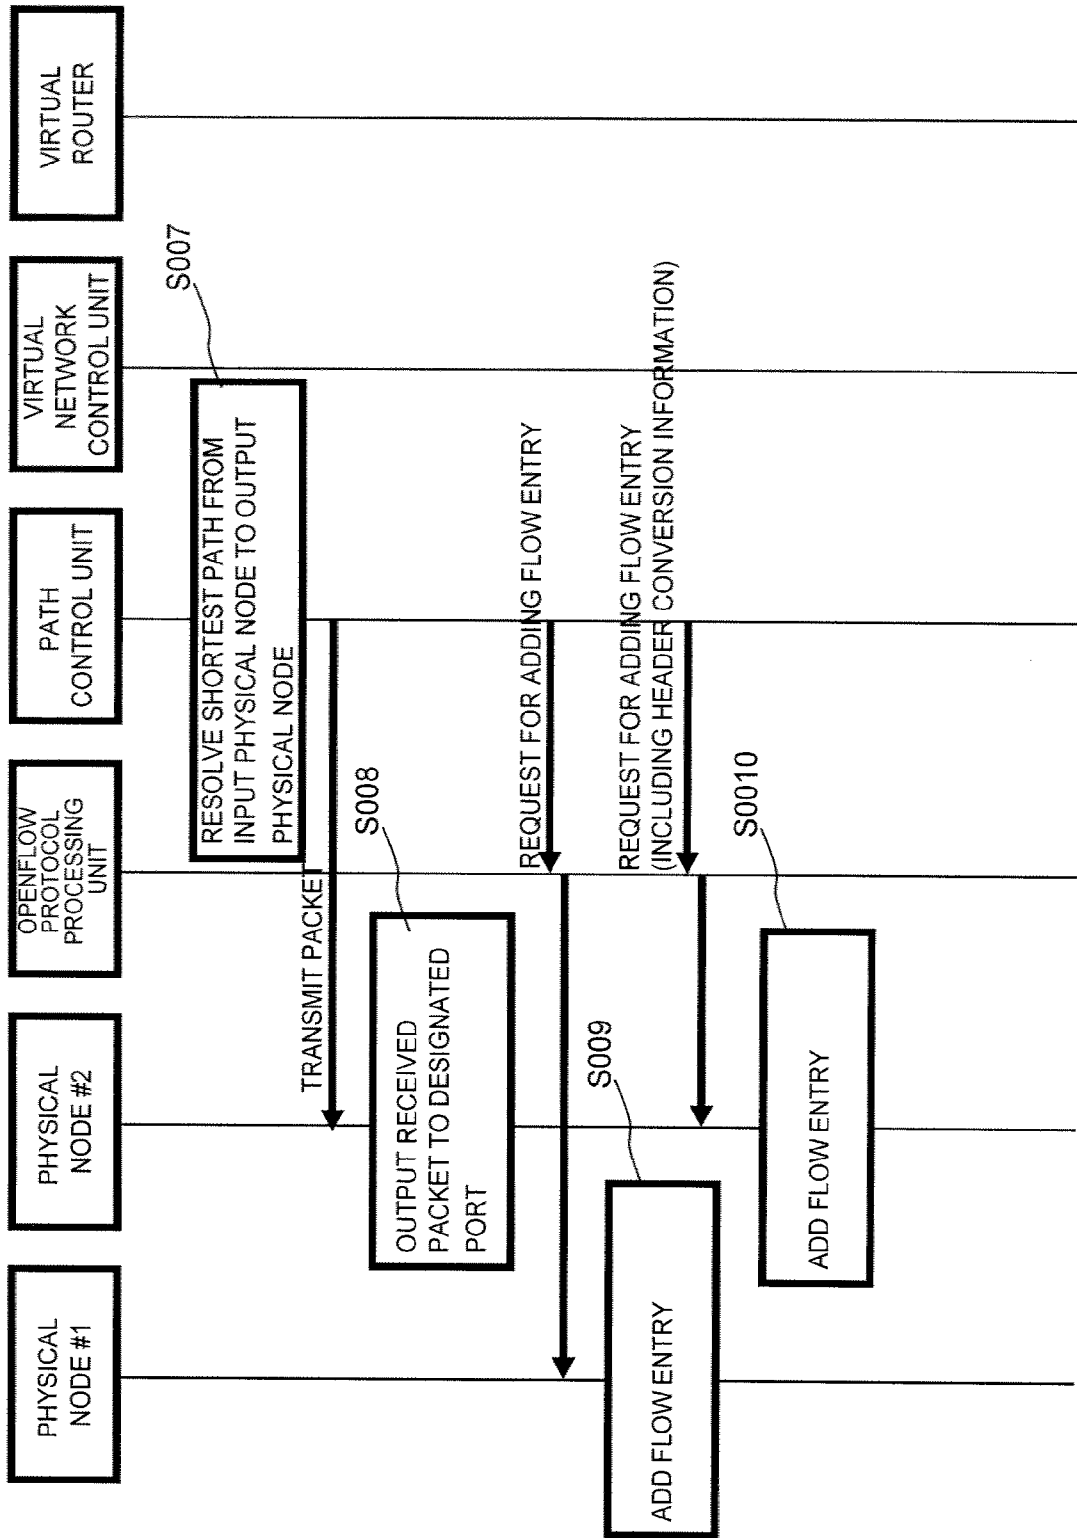 PHYSICAL
NODE #1
PHYSICAL
NODE #2
OPENFLOW
PROTOCOL
PROCESSING
UNIT
PATH
CONTROL UNIT
VIRTUAL
NETWORK
CONTROL UNIT
VIRTUAL
ROUTER
S007
RESOLVE SHORTEST PATH FROM
INPUT PHYSICAL NODE TO OUTPUT
PHYSICAL NODE
TRANSMIT PACKET
S008
OUTPUT RECEIVED
PACKET TO DESIGNATED
PORT
REQUEST FOR ADDING FLOW ENTRY
S009
ADD FLOW ENTRY
REQUEST FOR ADDING FLOW ENTRY
(INCLUDING HEADER CONVERSION INFORMATION)
S0010
ADD FLOW ENTRY